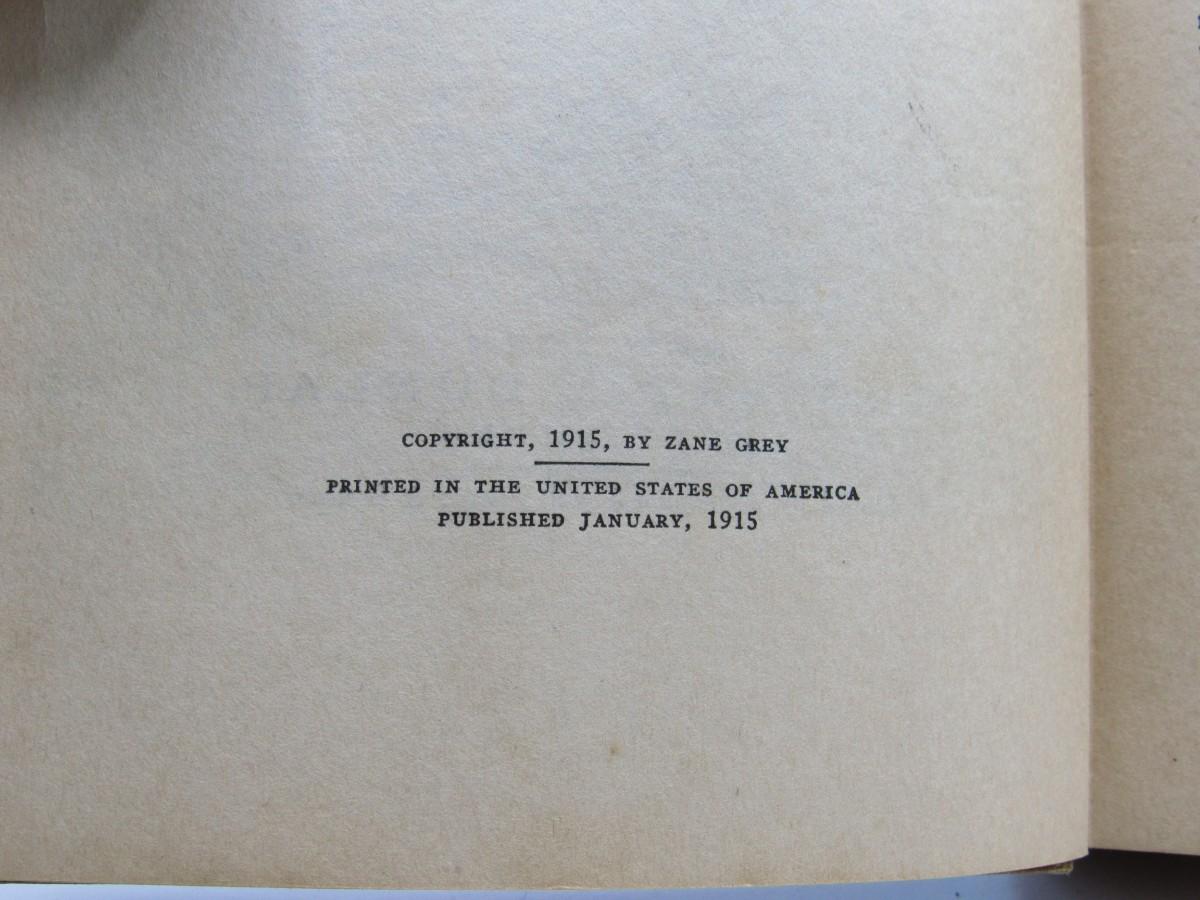 COPYRIGHT, 1915, BY ZANE GREY
PRINTED IN THE UNITED STATES OF AMERICA
PUBLISHED JANUARY, 1915